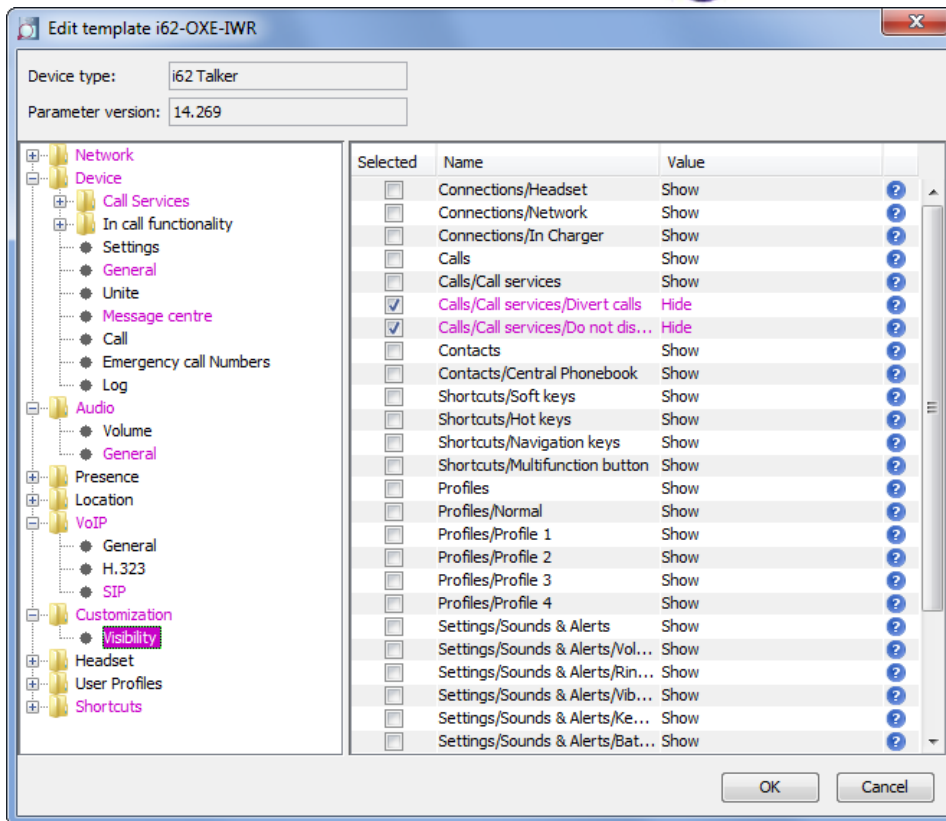 Edit template i62-OXE-IWR
Device type: i62 Talker
Parameter version: 14.269
Network
Device
Call Services
In call functionality
Settings
General
Unite
Message centre
Call
Emergency call Numbers
Log
Audio
Volume
General
Presence
Location
VoIP
General
H.323
SIP
Customization
Visibility
Headset
User Profiles
Shortcuts
Selected Name Value
Connections/Headset Show
Connections/Network Show
Connections/In Charger Show
Calls Show
Calls/Call services Show
Calls/Call services/Divert calls Hide
Calls/Call services/Do not dis... Hide
Contacts Show
Contacts/Central Phonebook Show
Shortcuts/Soft keys Show
Shortcuts/Hot keys Show
Shortcuts/Navigation keys Show
Shortcuts/Multifunction button Show
Profiles Show
Profiles/Normal Show
Profiles/Profile 1 Show
Profiles/Profile 2 Show
Profiles/Profile 3 Show
Profiles/Profile 4 Show
Settings/Sounds & Alerts Show
Settings/Sounds & Alerts/Vol... Show
Settings/Sounds & Alerts/Rin... Show
Settings/Sounds & Alerts/Vib... Show
Settings/Sounds & Alerts/Ke... Show
Settings/Sounds & Alerts/Bat... Show
OK Cancel